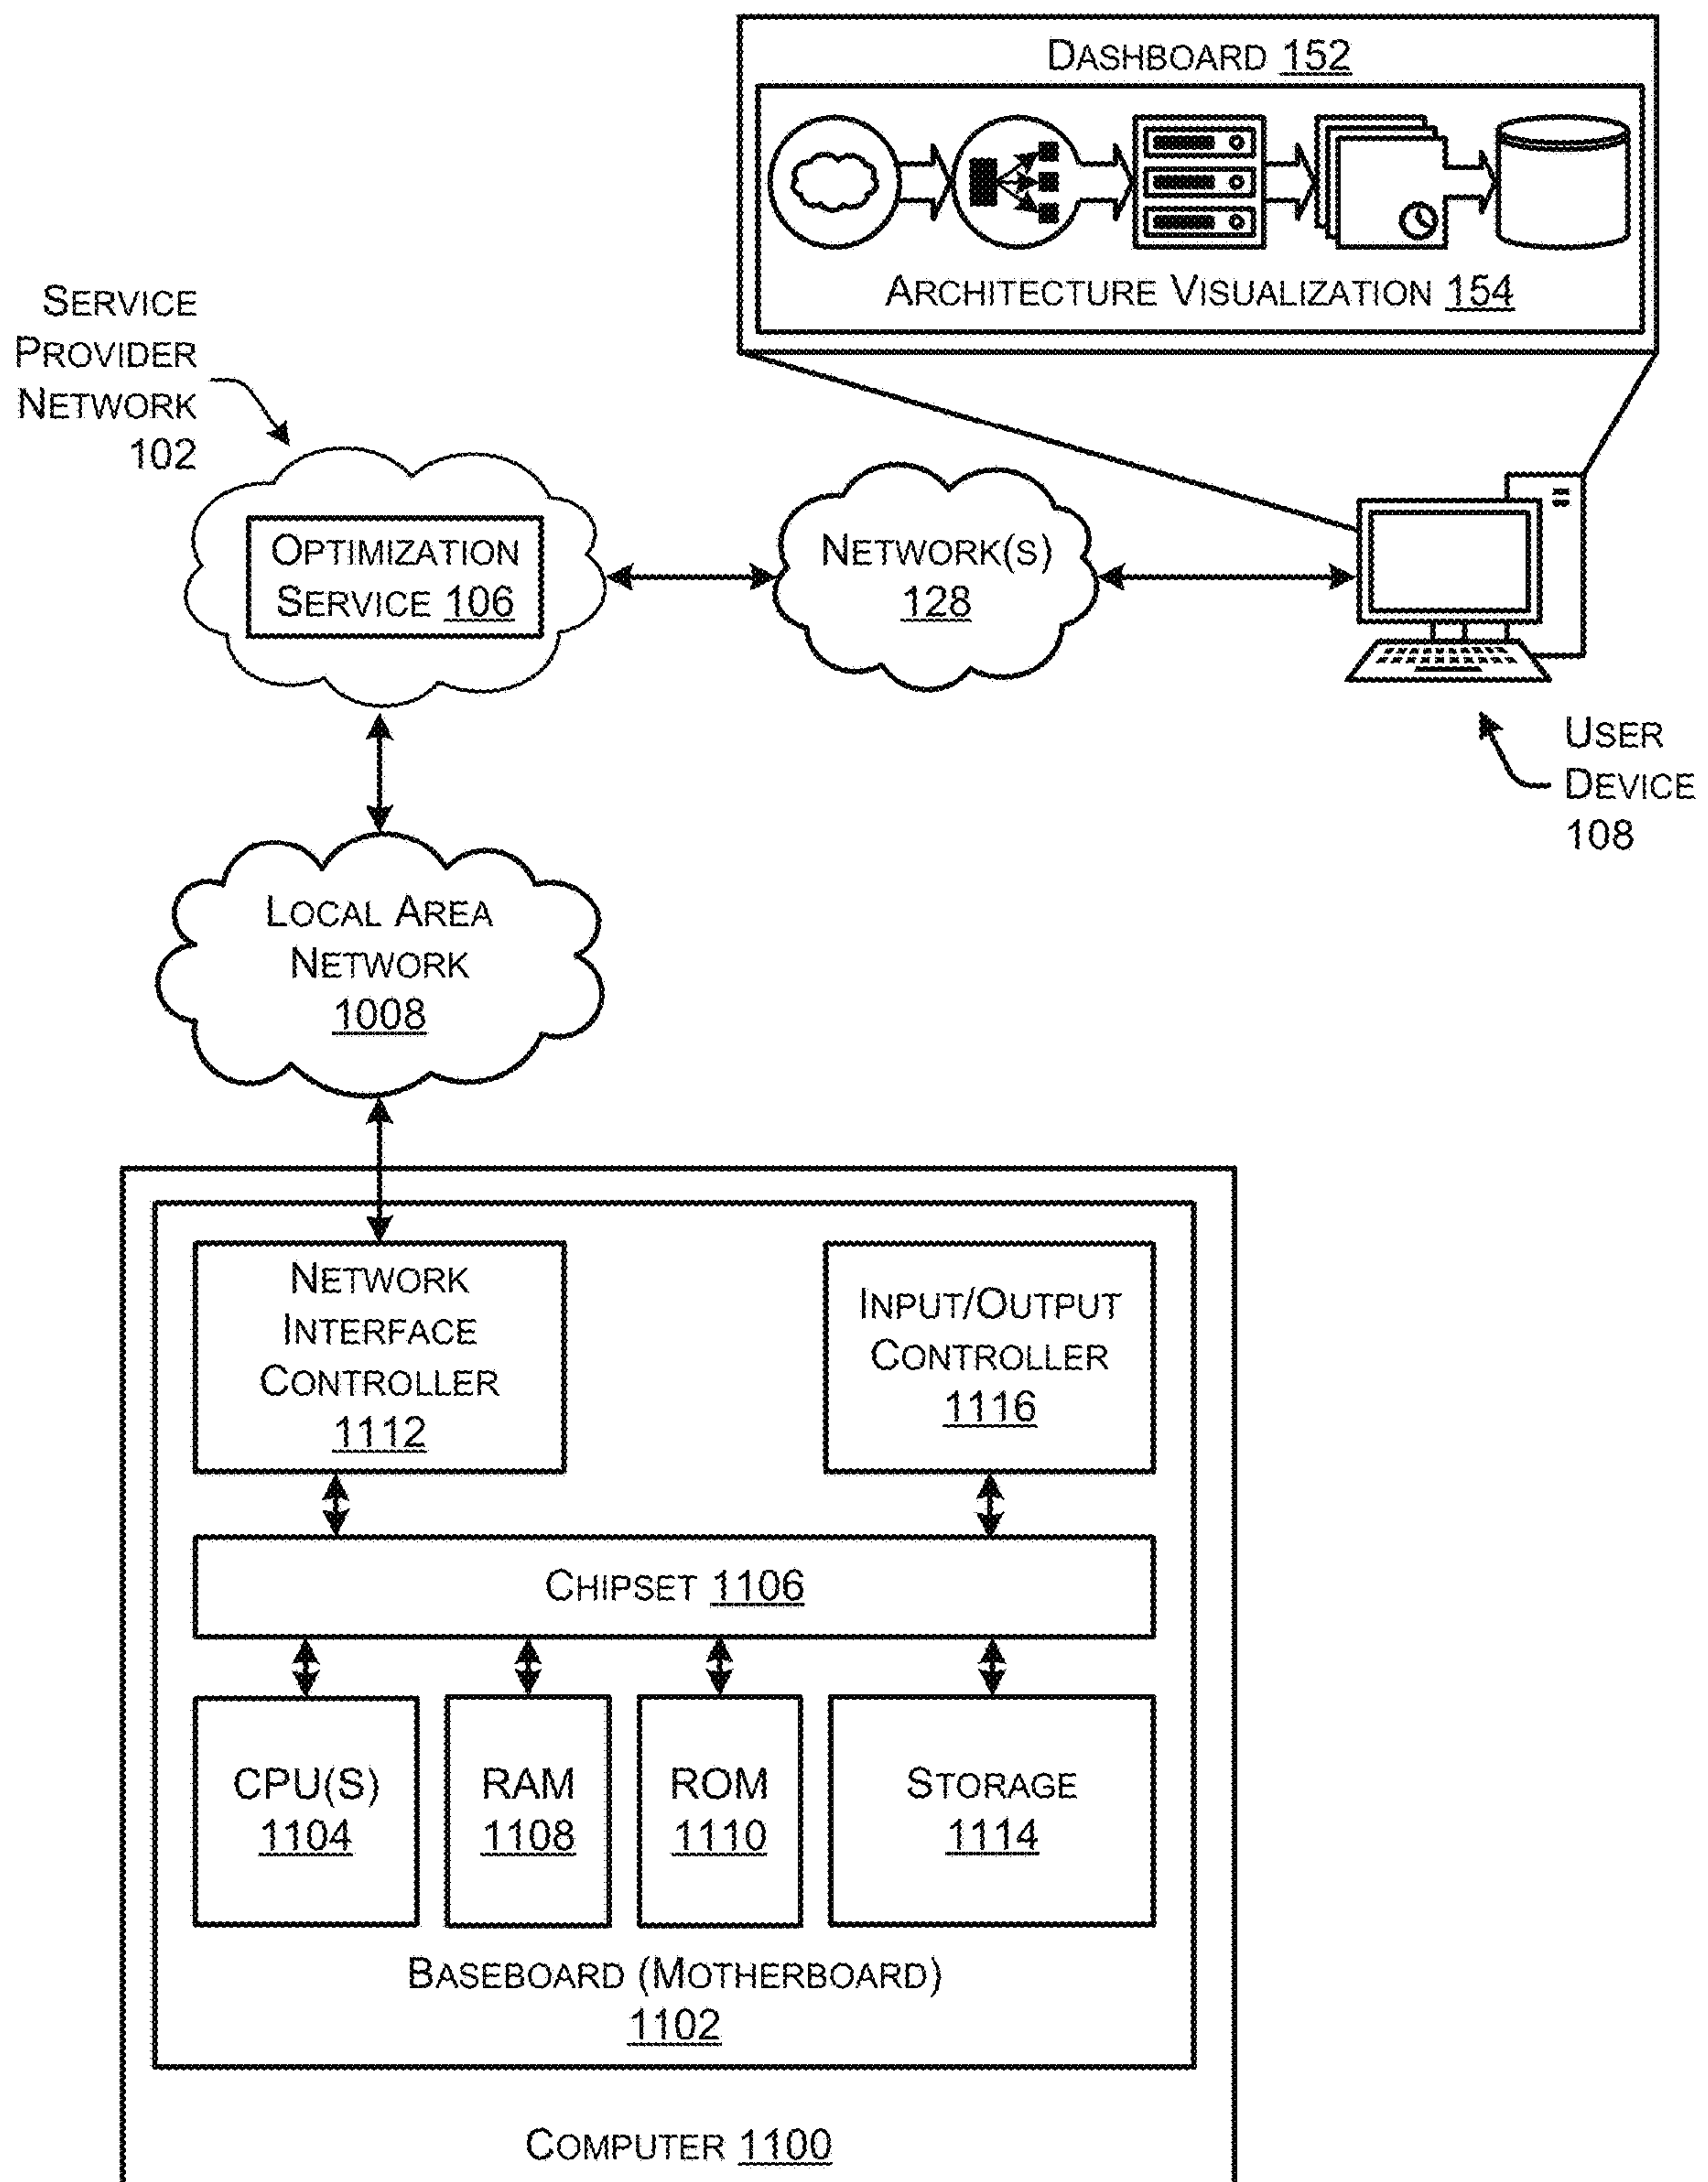 DASHBOARD 152
ARCHITECTURE VISUALIZATION 154
SERVICE
PROVIDER
NETWORK
102
OPTIMIZATION
SERVICE 106
NETWORK(S)
128
USER
DEVICE
108
LOCAL AREA
NETWORK
1008
NETWORK
INTERFACE
CONTROLLER
1112
INPUT/OUTPUT
CONTROLLER
1116
CHIPSET 1106
CPU(S)
1104
RAM
1108
ROM
1110
STORAGE
1114
BASEBOARD (MOTHERBOARD)
1102
COMPUTER 1100